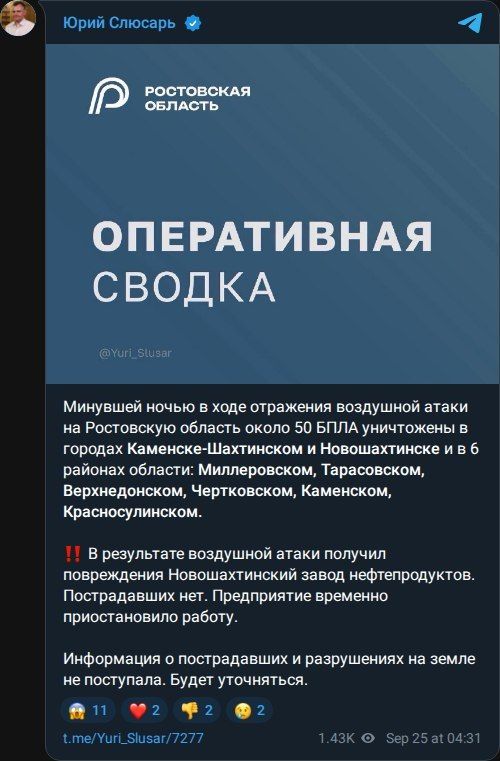 Юрий Слюсарь
РОСТОВСКАЯ
ОБЛАСТЬ
ОПЕРАТИВНАЯ
СВОДКА
@Yuri_Slusar
Минувшей ночью в ходе отражения воздушной атаки
на Ростовскую область около 50 БПЛА уничтожены в
городах Каменске-Шахтинском и Новошахтинске и в 6
районах области: Миллеровском, Тарасовском,
Верхнедонском, Чертковском, Каменском,
Красносулинском.
‼️ В результате воздушной атаки получил
повреждения Новошахтинский завод нефтепродуктов.
Пострадавших нет. Предприятие временно
приостановило работу.
Информация о пострадавших и разрушениях на земле
не поступала. Будет уточняться.
😱 11 ❤️ 2 👎 2 😢 2
t.me/Yuri_Slusar/7277 1.43K Sep 25 at 04:31